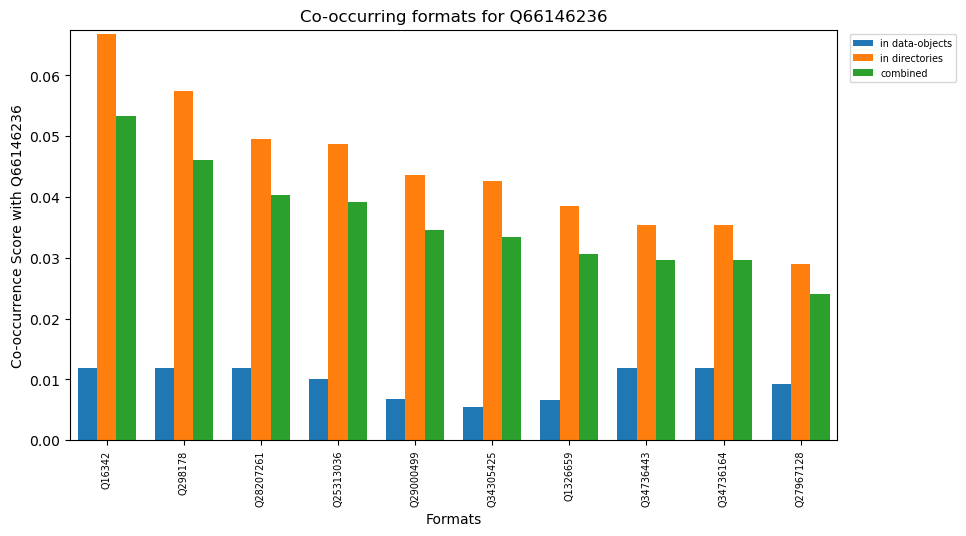 Co-occurring formats for Q66146236
in data-objects
in directories
combined
Co-occurrence Score with Q66146236
0.06
0.05
0.04
0.03
0.02
0.01
0.00
Q16342
Q298178
Q28207261
Q25313036
Q29000499
Q34305425
Q1326659
Q34736443
Q34736164
Q27967128
Formats